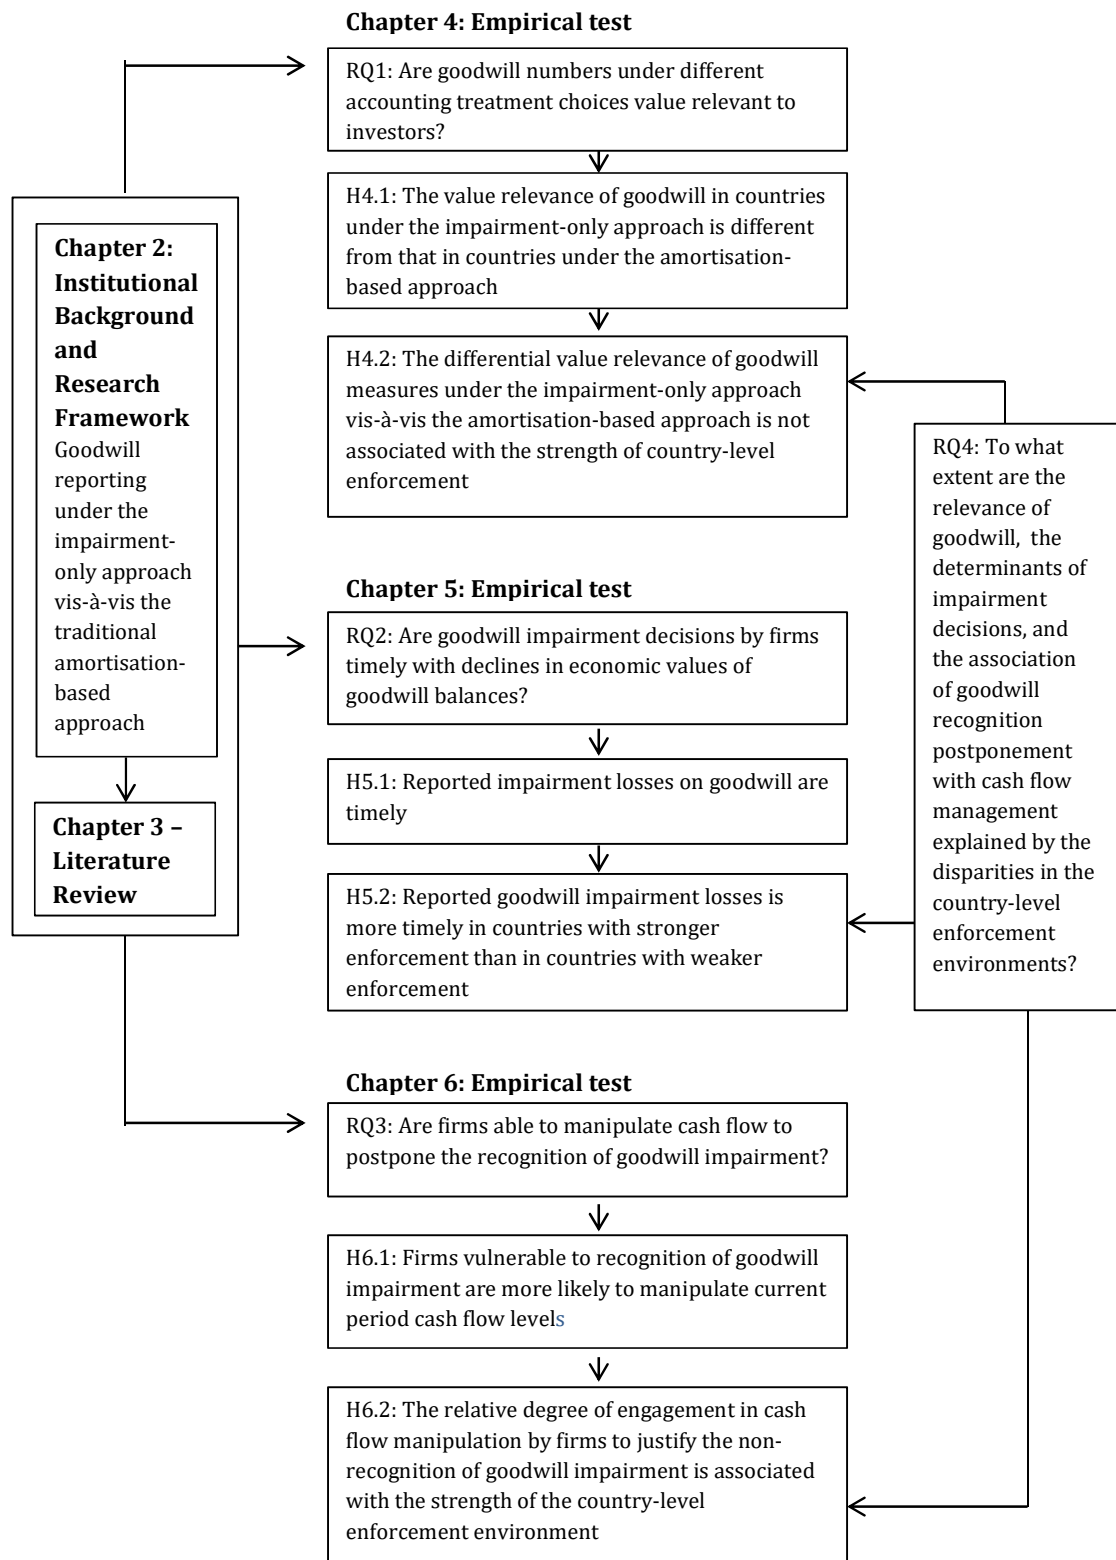 Chapter 4: Empirical test
RQ1: Are goodwill numbers under different
accounting treatment choices value relevant to
investors?
H4.1: The value relevance of goodwill in countries
under the impairment-only approach is different
from that in countries under the amortisation-
based approach
H4.2: The differential value relevance of goodwill
measures under the impairment-only approach
vis-à-vis the amortisation-based approach is not
associated with the strength of country-level
enforcement
Chapter 2:
Institutional
Background
and
Research
Framework
Goodwill
reporting
under the
impairment-
only approach
vis-à-vis the
traditional
amortisation-
based
approach
Chapter 3 –
Literature
Review
Chapter 5: Empirical test
RQ2: Are goodwill impairment decisions by firms
timely with declines in economic values of
goodwill balances?
H5.1: Reported impairment losses on goodwill are
timely
H5.2: Reported goodwill impairment losses is
more timely in countries with stronger
enforcement than in countries with weaker
enforcement
RQ4: To what
extent are the
relevance of
goodwill, the
determinants of
impairment
decisions, and
the association
of goodwill
recognition
postponement
with cash flow
management
explained by the
disparities in the
country-level
enforcement
environments?
Chapter 6: Empirical test
RQ3: Are firms able to manipulate cash flow to
postpone the recognition of goodwill impairment?
H6.1: Firms vulnerable to recognition of goodwill
impairment are more likely to manipulate current
period cash flow levels
H6.2: The relative degree of engagement in cash
flow manipulation by firms to justify the non-
recognition of goodwill impairment is associated
with the strength of the country-level
enforcement environment